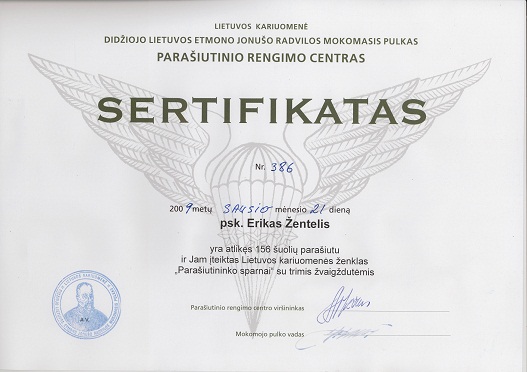 LIETUVOS KARIUOMENĖ
DIDŽIOJO LIETUVOS ETMONO JONUŠO RADVILOS MOKOMASIS PULKAS
PARAŠIUTINIO RENGIMO CENTRAS
SERTIFIKATAS
Nr. 386
2009 metų SAUSIO mėnesio 21 dieną
psk. Erikas Žentelis
yra atlikęs 156 šuolių parašiutu
ir Jam įteiktas Lietuvos kariuomenės ženklas
„Parašiutininko sparnai" su trimis žvaigždutėmis
Parašiutinio rengimo centro viršininkas
Mokomojo pulko vadas
A.V.